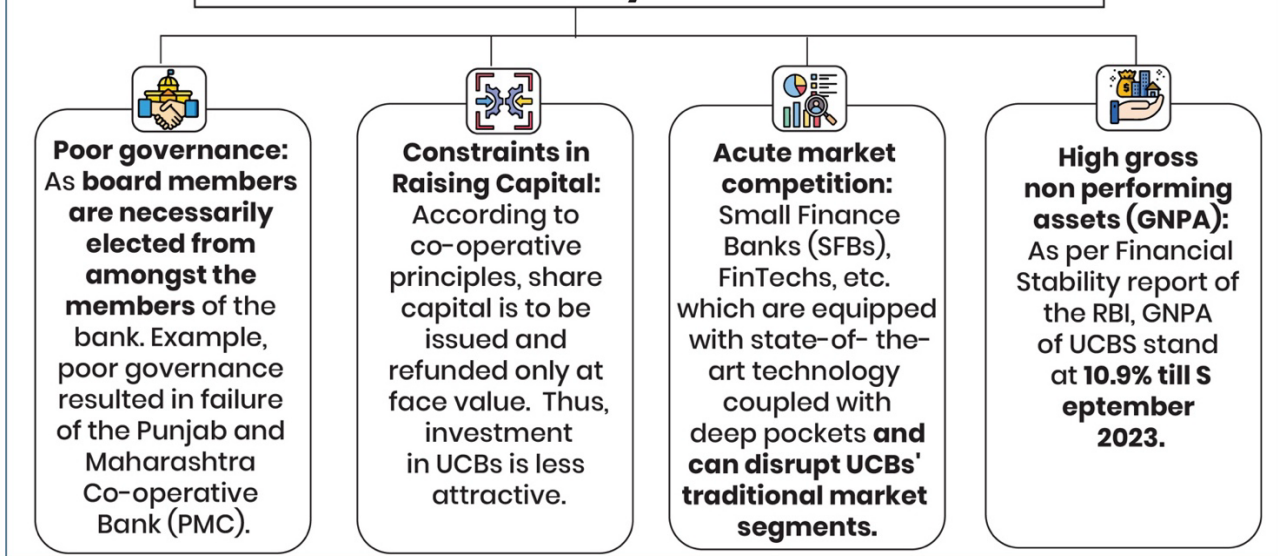 Poor governance:
As board members
are necessarily
elected from
amongst the
members of the
bank. Example,
poor governance
resulted in failure
of the Punjab and
Maharashtra
Co-operative
Bank (PMC).
Constraints in
Raising Capital:
According to
co-operative
principles, share
capital is to be
issued and
refunded only at
face value. Thus,
investment
in UCBs is less
attractive.
Acute market
competition:
Small Finance
Banks (SFBs),
FinTechs, etc.
which are equipped
with state-of- the-
art technology
coupled with
deep pockets and
can disrupt UCBs'
traditional market
segments.
High gross
non performing
assets (GNPA):
As per Financial
Stability report of
the RBI, GNPA
of UCBS stand
at 10.9% till S
eptember
2023.